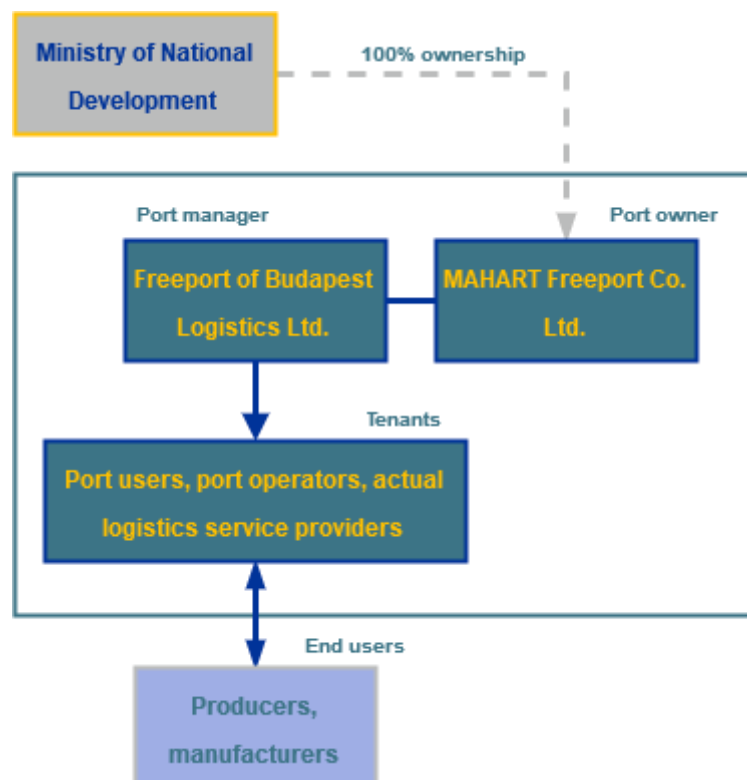 Ministry of National
Development
100% ownership
Port manager
Port owner
Freeport of Budapest
Logistics Ltd.
MAHART Freeport Co.
Ltd.
Tenants
Port users, port operators, actual
logistics service providers
End users
Producers,
manufacturers